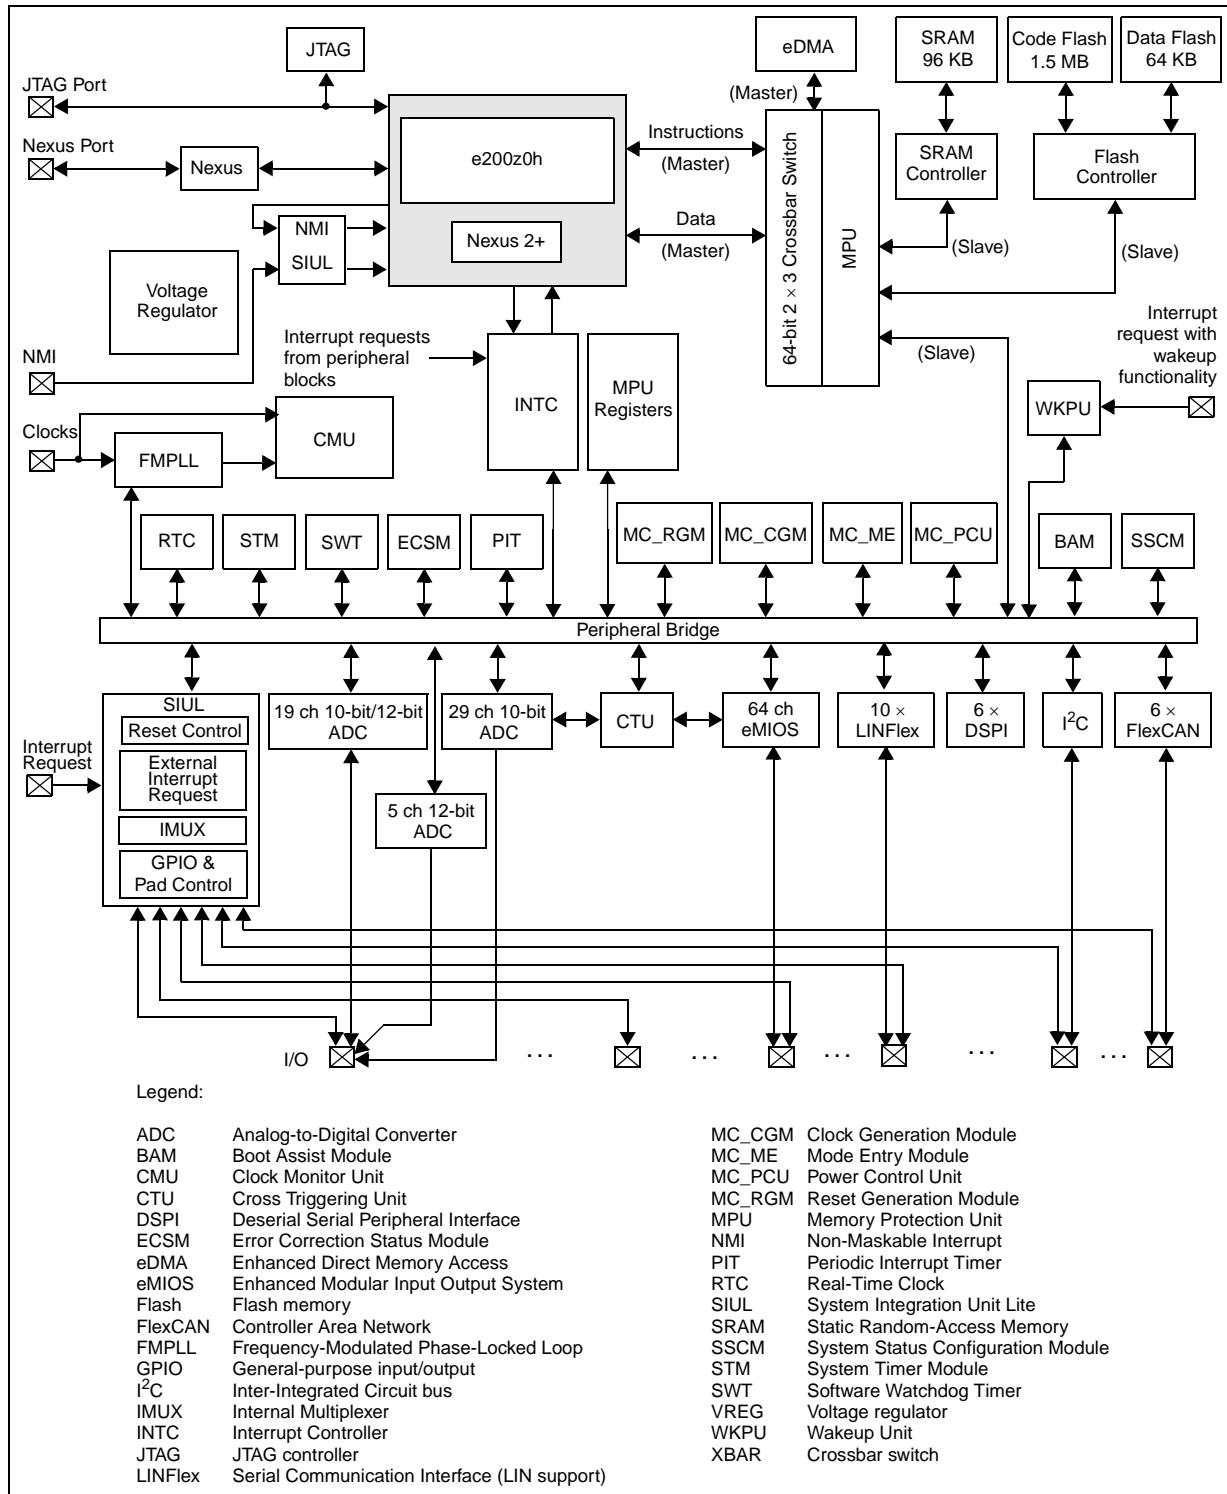 JTAG
eDMA
SRAM
96 KB
Code Flash
1.5 MB
Data Flash
64 KB
JTAG Port
(Master)
Nexus Port
Nexus
e200z0h
Nexus 2+
Instructions
(Master)
Data
(Master)
64-bit 2 × 3 Crossbar Switch
MPU
SRAM
Controller
Flash
Controller
(Slave)
(Slave)
(Slave)
NMI
SIUL
Voltage
Regulator
NMI
Interrupt requests
from peripheral
blocks
INTC
MPU
Registers
Interrupt
request with
wakeup
functionality
WKPU
Clocks
FMPLL
CMU
RTC
STM
SWT
ECSM
PIT
MC_RGM
MC_CGM
MC_ME
MC_PCU
BAM
SSCM
Peripheral Bridge
SIUL
Reset Control
External
Interrupt
Request
IMUX
GPIO &
Pad Control
Interrupt
Request
19 ch 10-bit/12-bit
ADC
29 ch 10-bit
ADC
5 ch 12-bit
ADC
CTU
64 ch
eMIOS
10 ×
LINFlex
6 ×
DSPI
I2C
6 ×
FlexCAN
I/O
. . .
. . .
. . .
. . .
. . .
Legend:
ADC Analog-to-Digital Converter
BAM Boot Assist Module
CMU Clock Monitor Unit
CTU Cross Triggering Unit
DSPI Deserial Serial Peripheral Interface
ECSM Error Correction Status Module
eDMA Enhanced Direct Memory Access
eMIOS Enhanced Modular Input Output System
Flash Flash memory
FlexCAN Controller Area Network
FMPLL Frequency-Modulated Phase-Locked Loop
GPIO General-purpose input/output
I2C Inter-Integrated Circuit bus
IMUX Internal Multiplexer
INTC Interrupt Controller
JTAG JTAG controller
LINFlex Serial Communication Interface (LIN support)
MC_CGM Clock Generation Module
MC_ME Mode Entry Module
MC_PCU Power Control Unit
MC_RGM Reset Generation Module
MPU Memory Protection Unit
NMI Non-Maskable Interrupt
PIT Periodic Interrupt Timer
RTC Real-Time Clock
SIUL System Integration Unit Lite
SRAM Static Random-Access Memory
SSCM System Status Configuration Module
STM System Timer Module
SWT Software Watchdog Timer
VREG Voltage regulator
WKPU Wakeup Unit
XBAR Crossbar switch